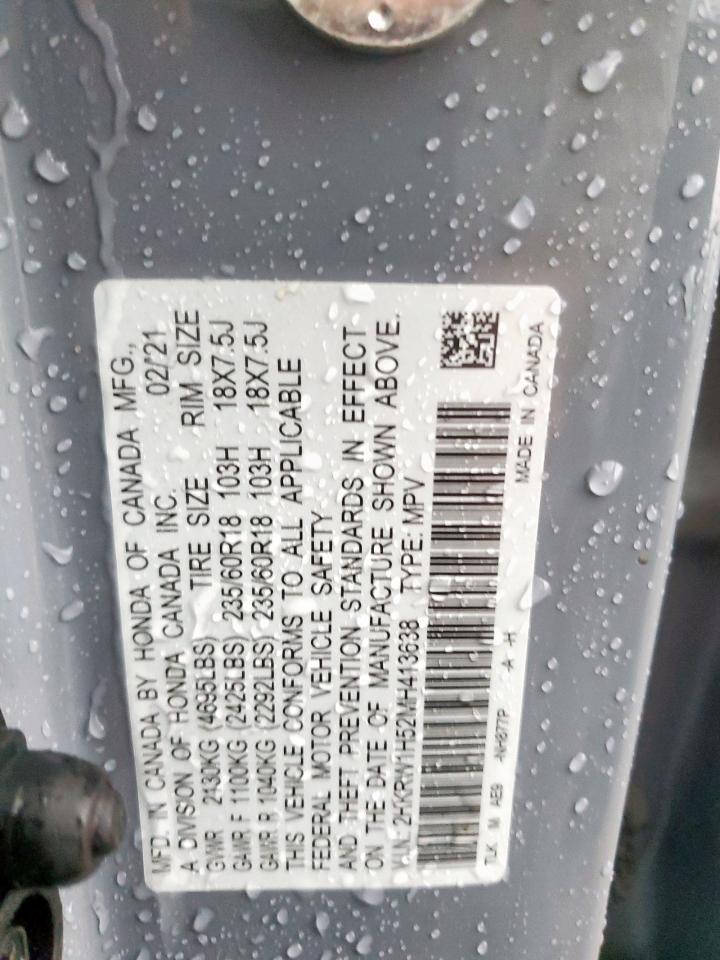 MFD. IN CANADA BY HONDA OF CANADA MFG.,
A DIVISION OF HONDA CANADA INC. 02/21
GVWR 2130KG (4695LBS) TIRE SIZE RIM SIZE
GAWR F 1100KG (2425LBS) 235/60R18 103H 18X7.5J
GAWR R 1040KG (2292LBS) 235/60R18 103H 18X7.5J
THIS VEHICLE CONFORMS TO ALL APPLICABLE
FEDERAL MOTOR VEHICLE SAFETY
AND THEFT PREVENTION STANDARDS IN EFFECT
ON THE DATE OF MANUFACTURE SHOWN ABOVE.
V.I.N.: 2HKRW1H52MH413638 TYPE: MPV
TLX M AE9 -NH877P -A -H MADE IN CANADA